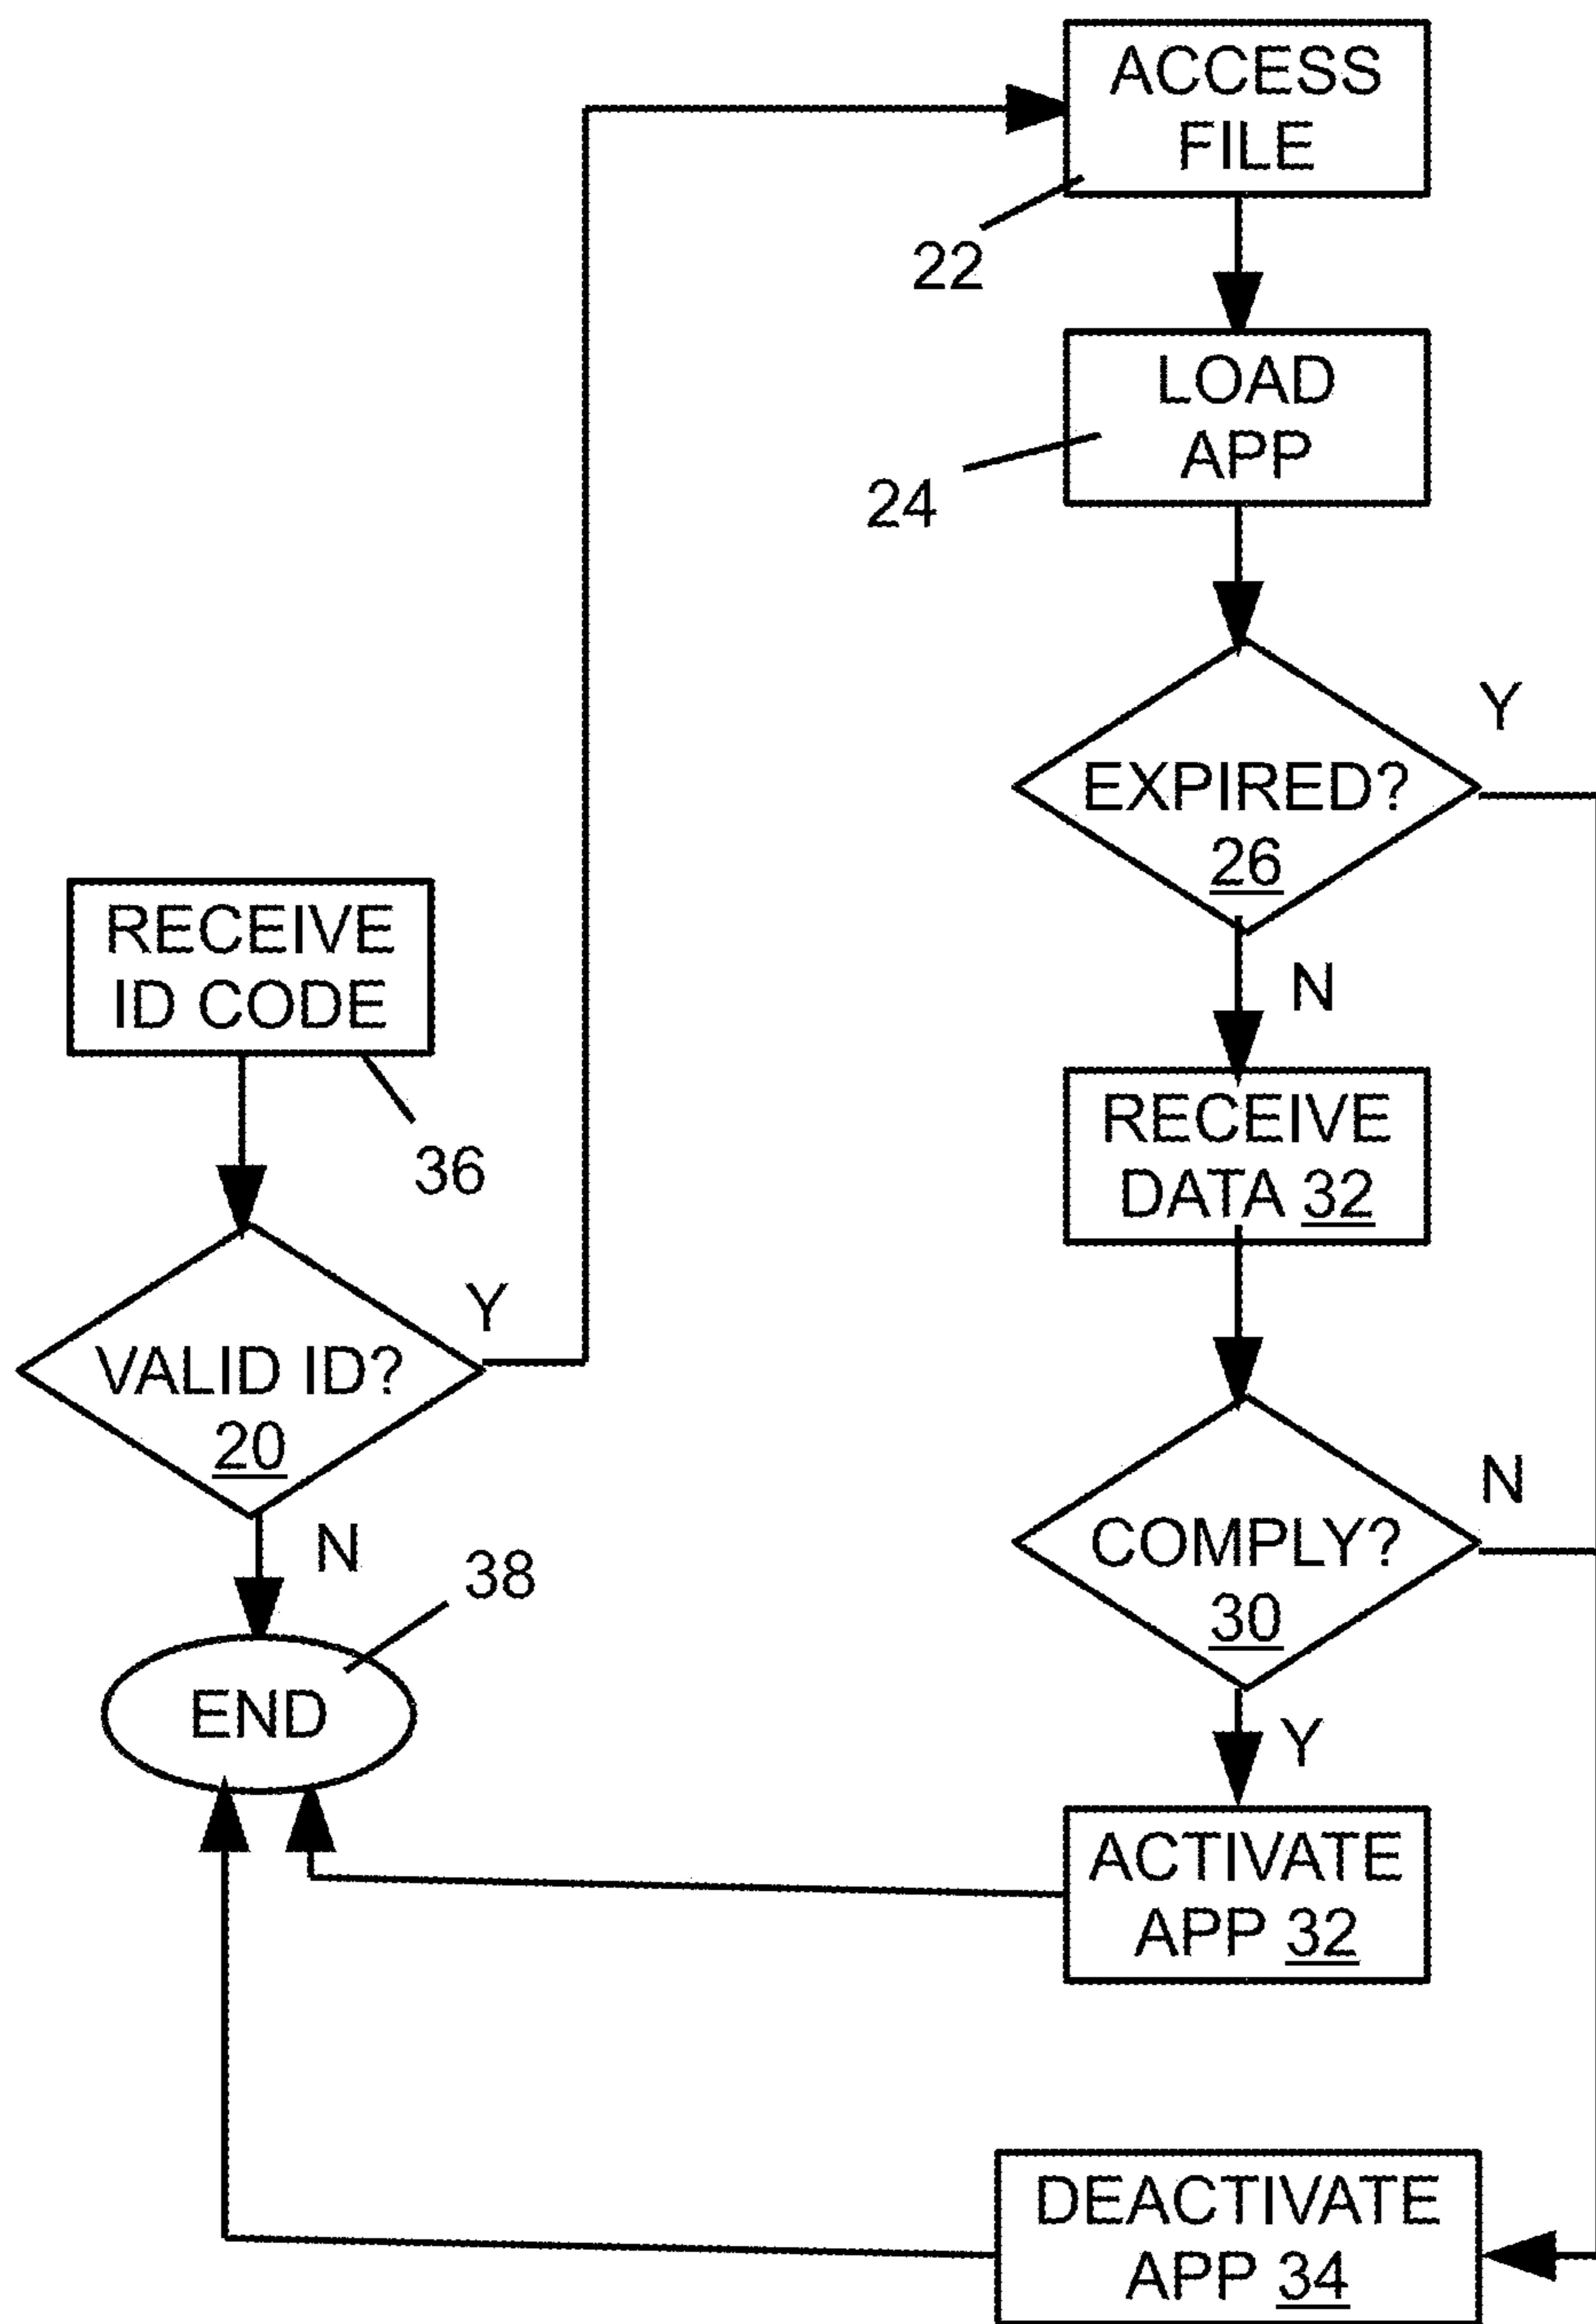 ACCESS
FILE
22
LOAD
APP
24
EXPIRED?
26
Y
N
RECEIVE
DATA 32
COMPLY?
30
N
Y
ACTIVATE
APP 32
DEACTIVATE
APP 34
RECEIVE
ID CODE
36
VALID ID?
20
Y
N
38
END